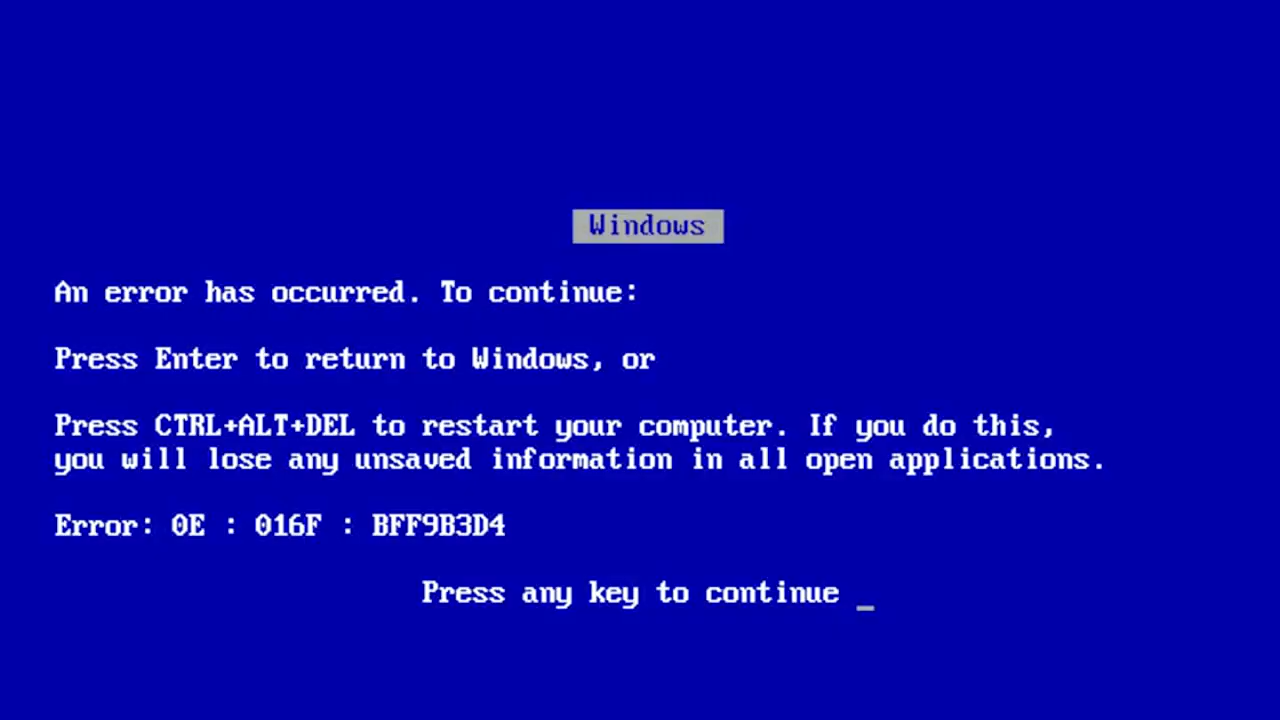 Windows
An error has occurred. To continue:
Press Enter to return to Windows, or
Press CTRL+ALT+DEL to restart your computer. If you do this,
you will lose any unsaved information in all open applications.
Error: 0E : 016F : BFF9B3D4
Press any key to continue _